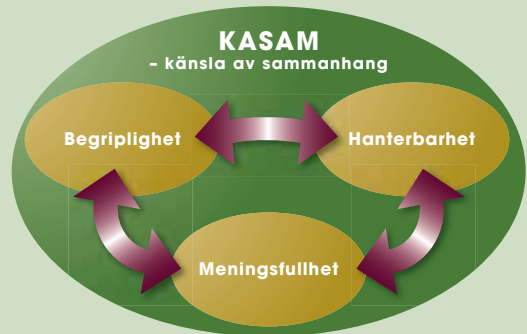 KASAM
– känsla av sammanhang
Begriplighet
Hanterbarhet
Meningsfullhet